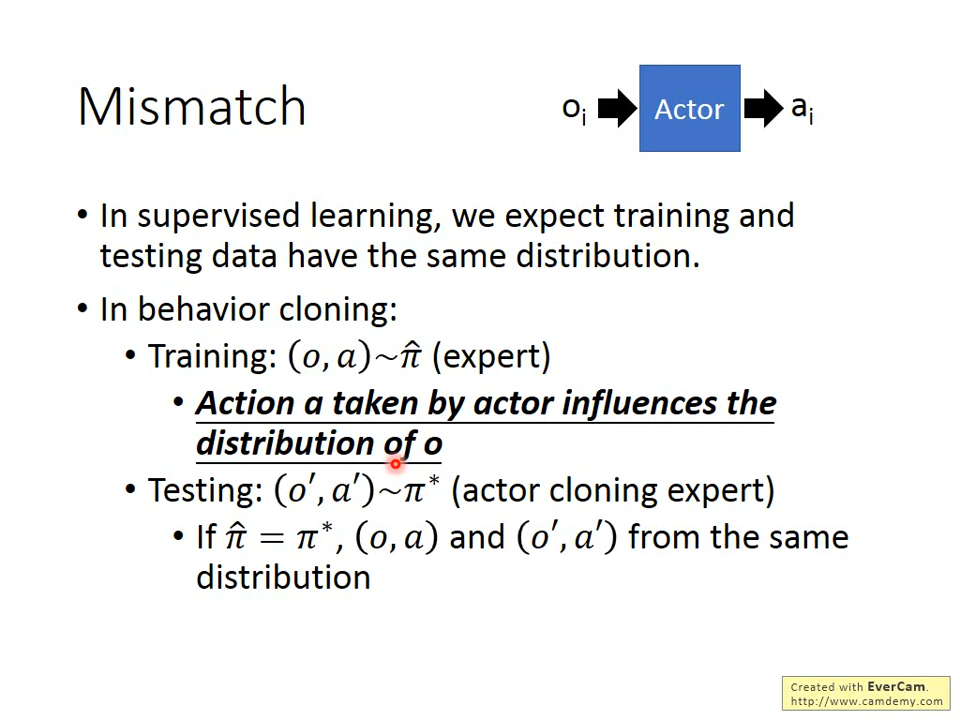 Mismatch
oᵢ Actor aᵢ
• In supervised learning, we expect training and
testing data have the same distribution.
• In behavior cloning:
• Training: (o, a)~π̂ (expert)
• Action a taken by actor influences the
distribution of o
• Testing: (o′, a′)~π* (actor cloning expert)
• If π̂ = π*, (o, a) and (o′, a′) from the same
distribution
Created with EverCam.
http://www.camdemy.com